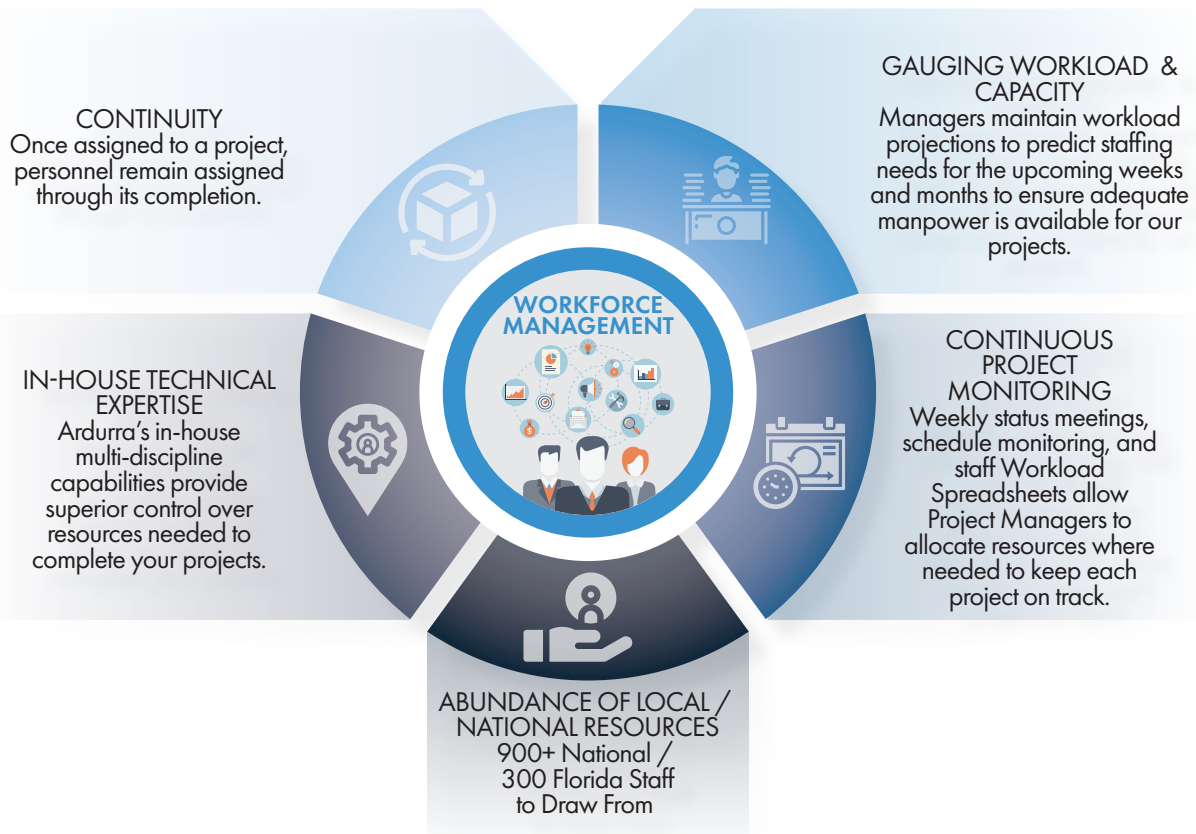 CONTINUITY
Once assigned to a project,
personnel remain assigned
through its completion.
GAUGING WORKLOAD &
CAPACITY
Managers maintain workload
projections to predict staffing
needs for the upcoming weeks
and months to ensure adequate
manpower is available for our
projects.
WORKFORCE
MANAGEMENT
IN-HOUSE TECHNICAL
EXPERTISE
Ardurra's in-house
multi-discipline
capabilities provide
superior control over
resources needed to
complete your projects.
CONTINUOUS
PROJECT
MONITORING
Weekly status meetings,
schedule monitoring, and
staff Workload
Spreadsheets allow
Project Managers to
allocate resources where
needed to keep each
project on track.
ABUNDANCE OF LOCAL /
NATIONAL RESOURCES
900+ National /
300 Florida Staff
to Draw From